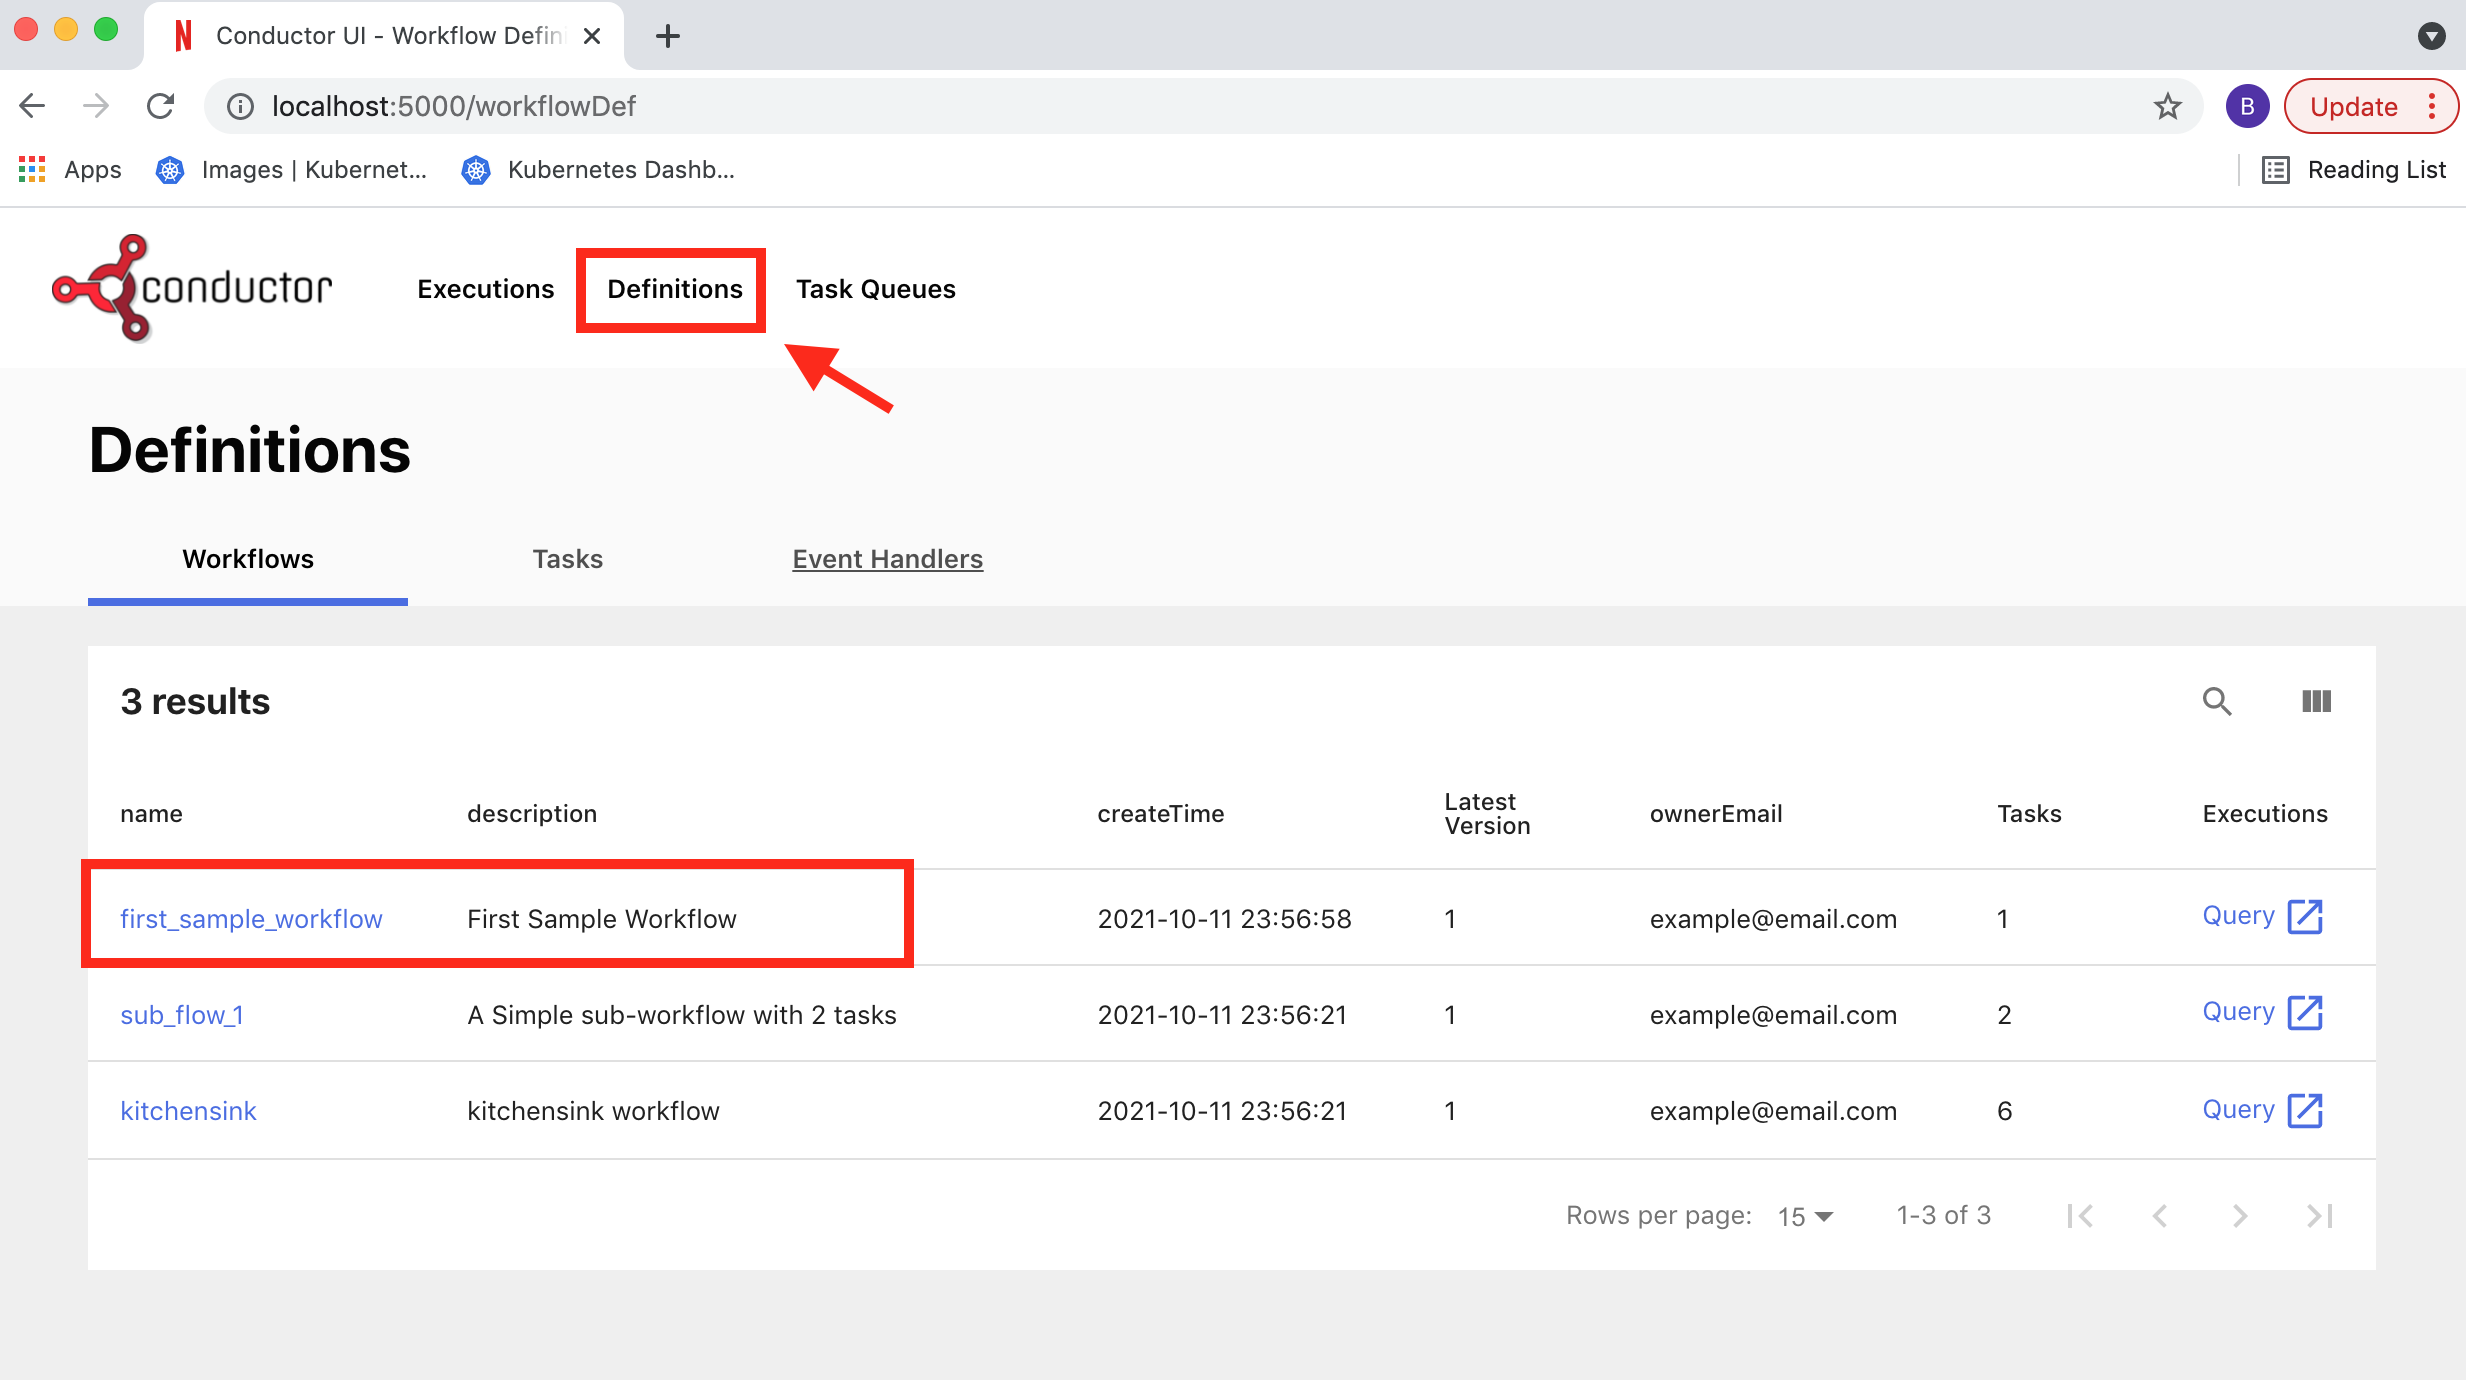 Conductor UI - Workflow Defini
localhost:5000/workflowDef
B
Update
Apps
Images | Kubernet...
Kubernetes Dashb...
Reading List
conductor
Executions
Definitions
Task Queues
Definitions
Workflows
Tasks
Event Handlers
3 results
name description createTime Latest Version ownerEmail Tasks Executions
first_sample_workflow First Sample Workflow 2021-10-11 23:56:58 1 example@email.com 1 Query
sub_flow_1 A Simple sub-workflow with 2 tasks 2021-10-11 23:56:21 1 example@email.com 2 Query
kitchensink kitchensink workflow 2021-10-11 23:56:21 1 example@email.com 6 Query
Rows per page: 15 1-3 of 3